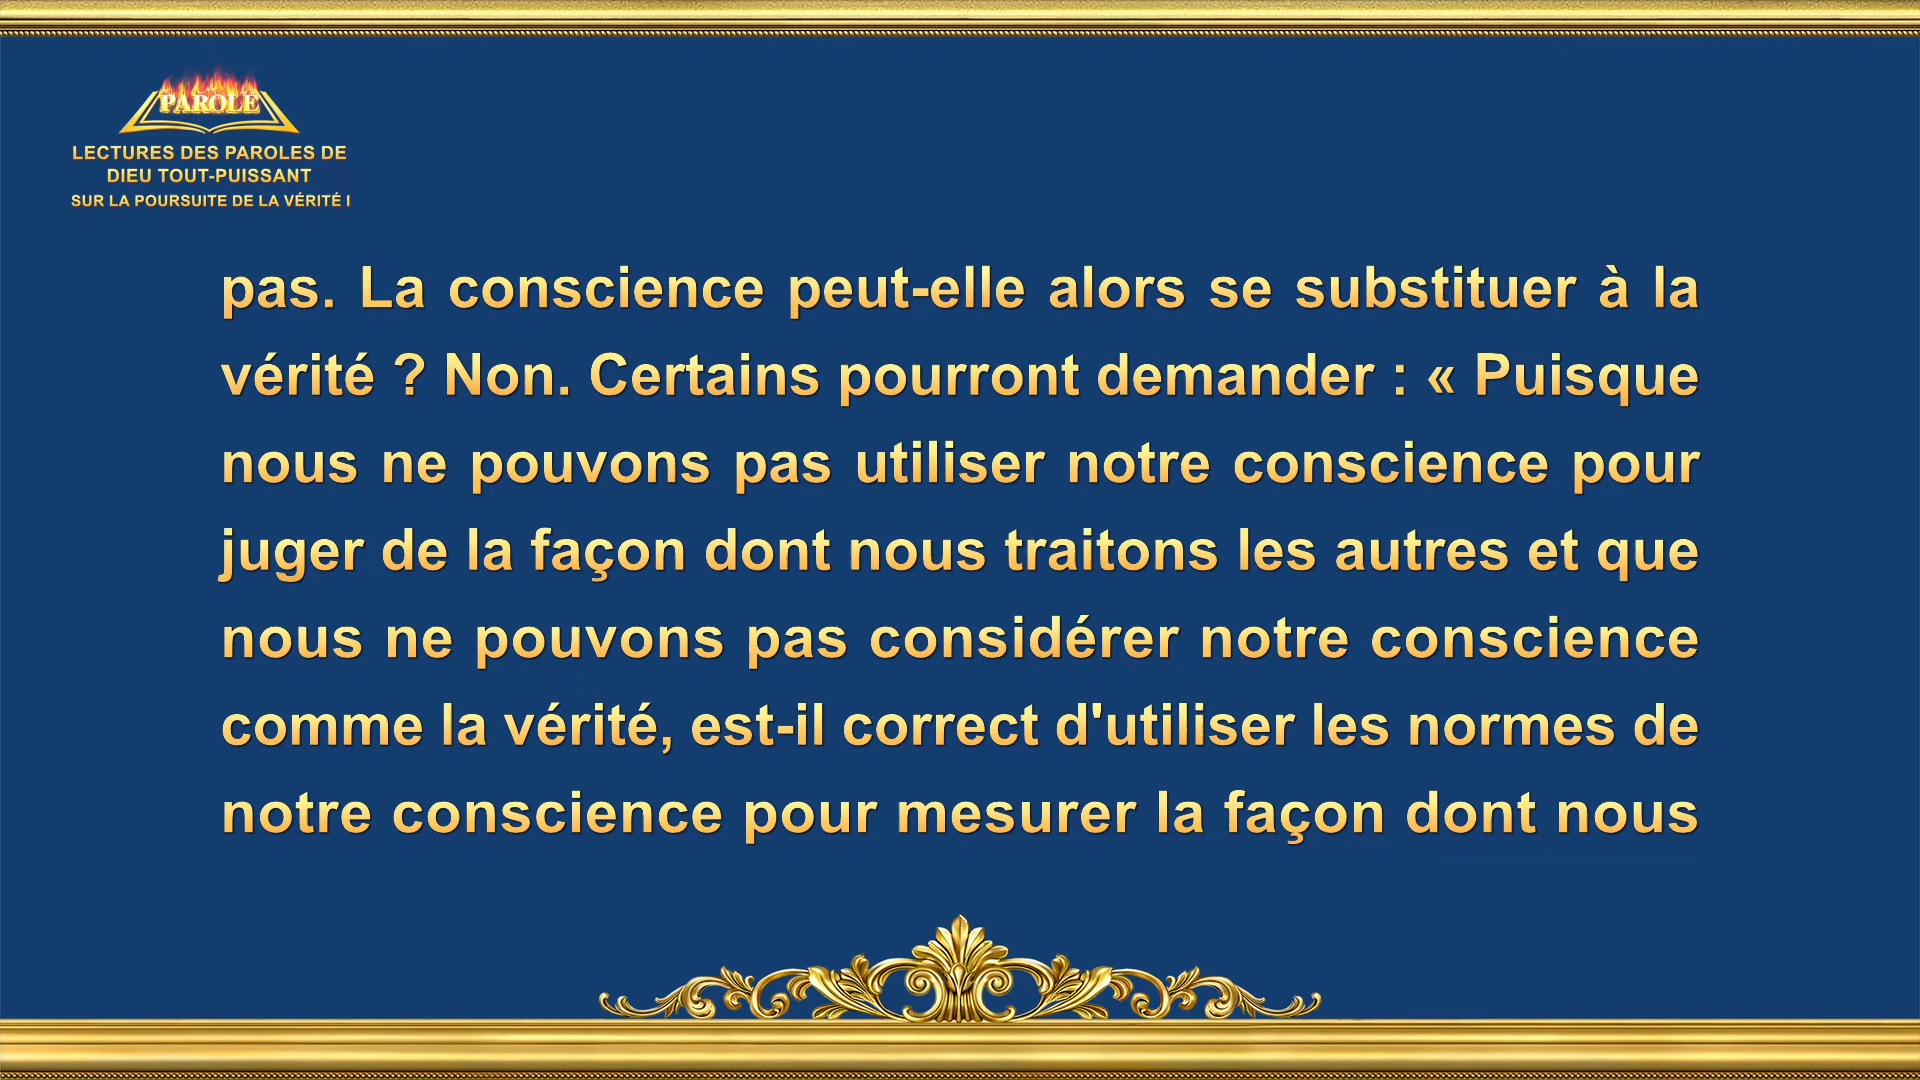 PAROLE
LECTURES DES PAROLES DE
DIEU TOUT-PUISSANT
SUR LA POURSUITE DE LA VÉRITÉ I
pas. La conscience peut-elle alors se substituer à la
vérité ? Non. Certains pourront demander : « Puisque
nous ne pouvons pas utiliser notre conscience pour
juger de la façon dont nous traitons les autres et que
nous ne pouvons pas considérer notre conscience
comme la vérité, est-il correct d'utiliser les normes de
notre conscience pour mesurer la façon dont nous